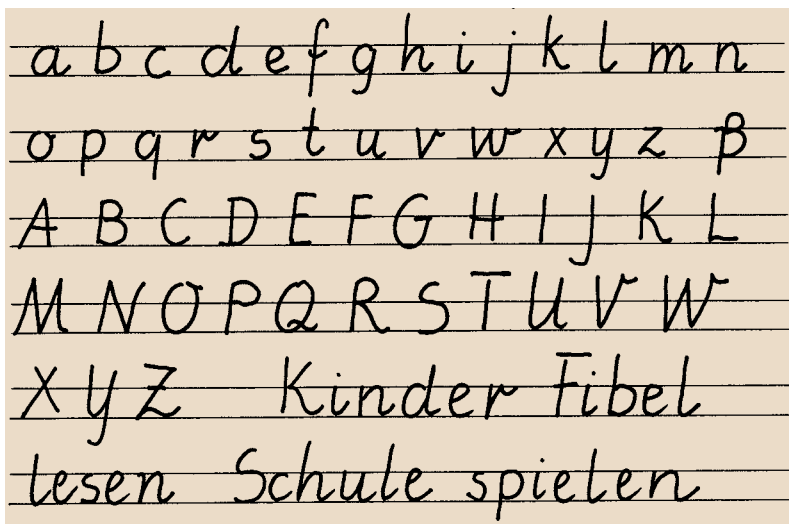 a b c d e f g h i j k l m n
o p q r s t u v w x y z ß
A B C D E F G H I J K L
M N O P Q R S T U V W
X Y Z Kinder Fibel
lesen Schule spielen